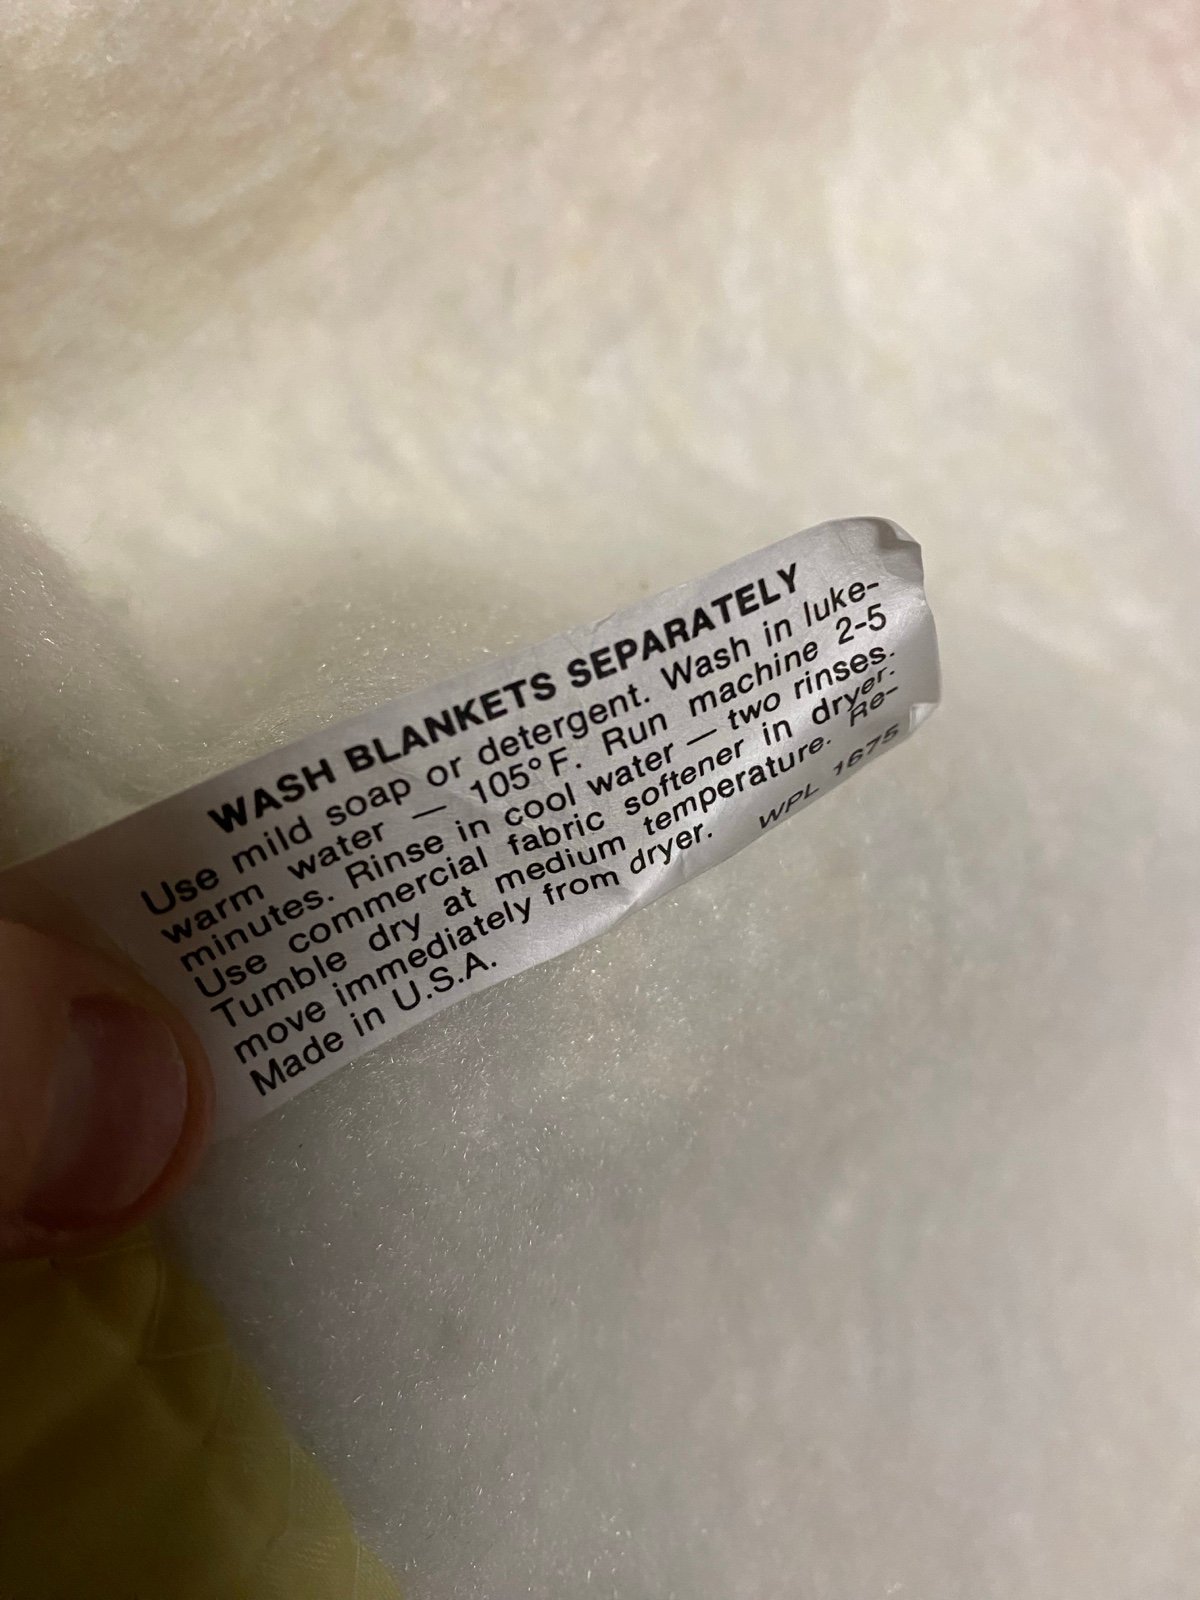 WASH BLANKETS SEPARATELY
Use mild soap or detergent. Wash in luke-
warm water — 105°F. Run machine 2-5
minutes. Rinse in cool water — two rinses.
Use commercial fabric softener in dryer.
Tumble dry at medium temperature. Re-
move immediately from dryer. WPL 1675
Made in U.S.A.